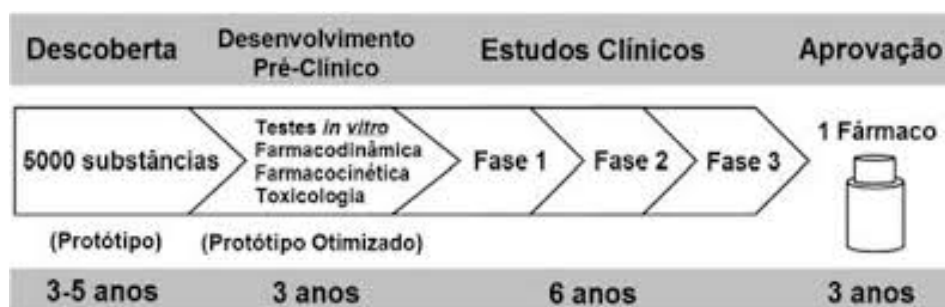 Descoberta
Desenvolvimento
Pré-Clínico
Estudos Clínicos
Aprovação
5000 substâncias
Testes in vitro
Farmacodinâmica
Farmacocinética
Toxicologia
Fase 1
Fase 2
Fase 3
1 Fármaco
(Protótipo)
(Protótipo Otimizado)
3-5 anos
3 anos
6 anos
3 anos